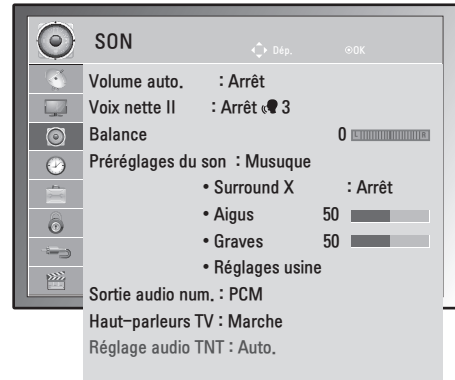 SON
Dép. OK
Volume auto. : Arrêt
Voix nette II : Arrêt 3
Balance 0 L R
Préréglages du son : Musuque
• Surround X : Arrêt
• Aigus 50
• Graves 50
• Réglages usine
Sortie audio num. : PCM
Haut-parleurs TV : Marche
Réglage audio TNT : Auto.